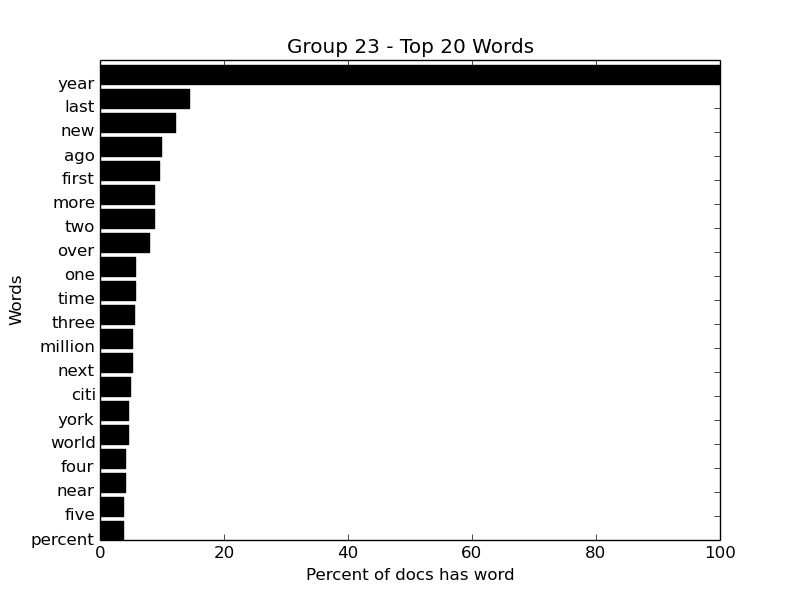 Group 23 - Top 20 Words
year
last
new
ago
first
more
two
over
one
time
three
million
next
citi
york
world
four
near
five
percent
Words
0 20 40 60 80 100
Percent of docs has word